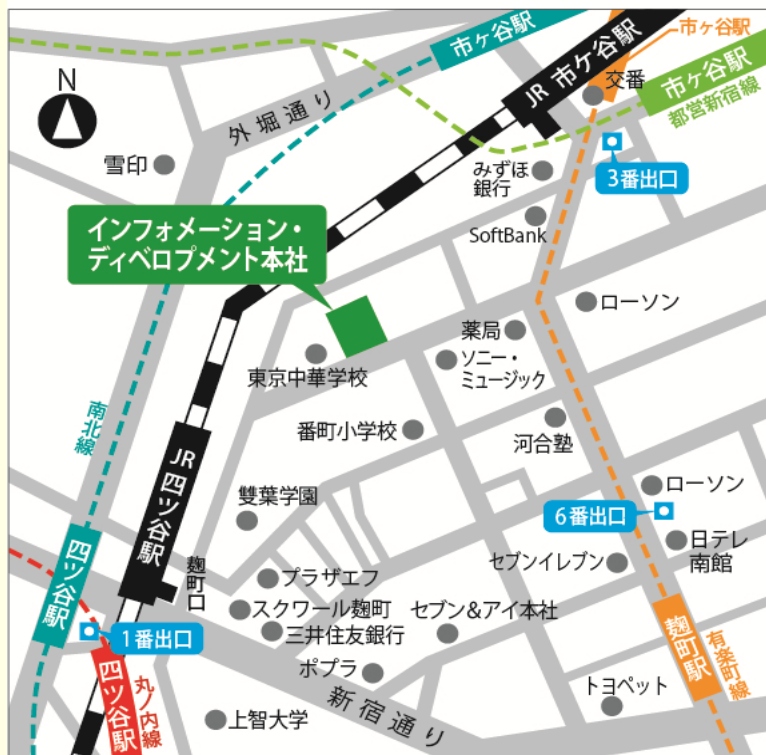 N
市ヶ谷駅
JR 市ケ谷駅
市ヶ谷駅
市ヶ谷駅
都営新宿線
交番
外堀通り
雪印
みずほ
銀行
3番出口
SoftBank
インフォメーション・
ディベロプメント本社
ローソン
薬局
ソニー・
ミュージック
東京中華学校
南北線
番町小学校
河合塾
JR 四ツ谷駅
雙葉学園
ローソン
6番出口
日テレ
南館
セブンイレブン
四ツ谷駅
麹町口
プラザエフ
スクワール麹町
セブン&アイ本社
1番出口
三井住友銀行
麹町駅
有楽町線
ポプラ
四ツ谷駅
丸ノ内線
新宿通り
トヨペット
上智大学